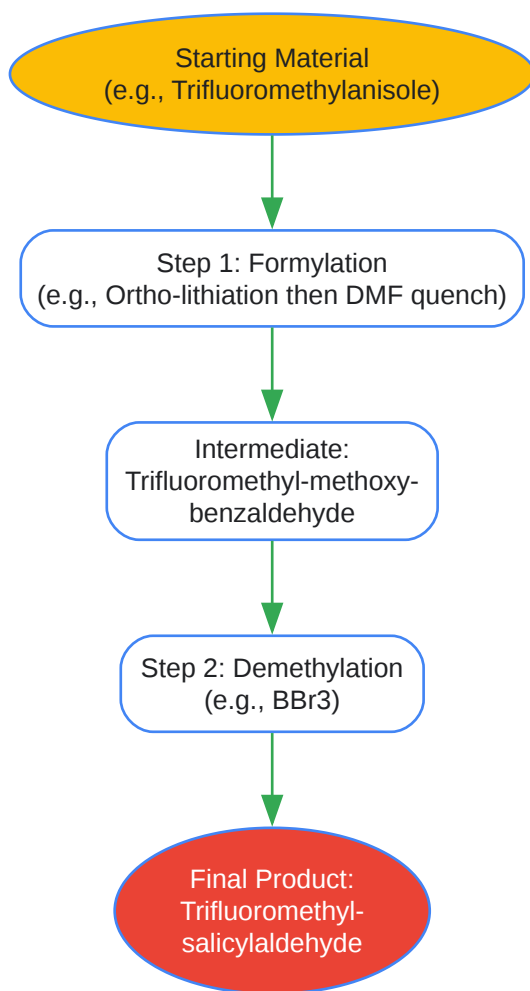 Starting Material
(e.g., Trifluoromethylanisole)
Step 1: Formylation
(e.g., Ortho-lithiation then DMF quench)
Intermediate:
Trifluoromethyl-methoxy-
benzaldehyde
Step 2: Demethylation
(e.g., BBr3)
Final Product:
Trifluoromethyl-
salicylaldehyde